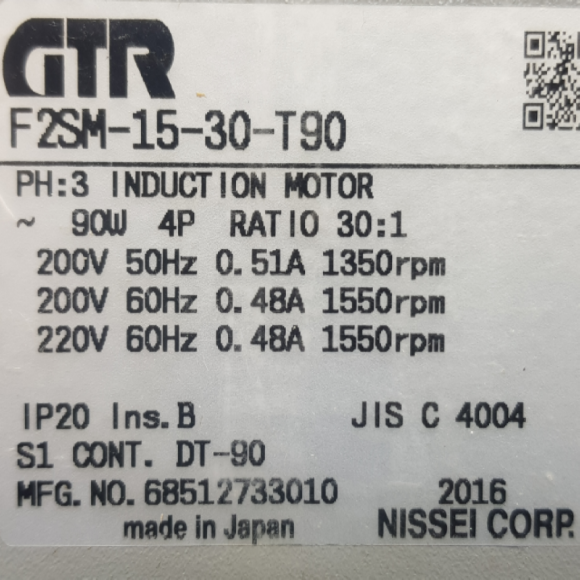 GTR
F2SM-15-30-T90
PH:3 INDUCTION MOTOR
~ 90W 4P RATIO 30:1
200V 50Hz 0.51A 1350rpm
200V 60Hz 0.48A 1550rpm
220V 60Hz 0.48A 1550rpm
IP20 Ins.B JIS C 4004
S1 CONT. DT-90
MFG.NO.68512733010 2016
made in Japan NISSEI CORP.